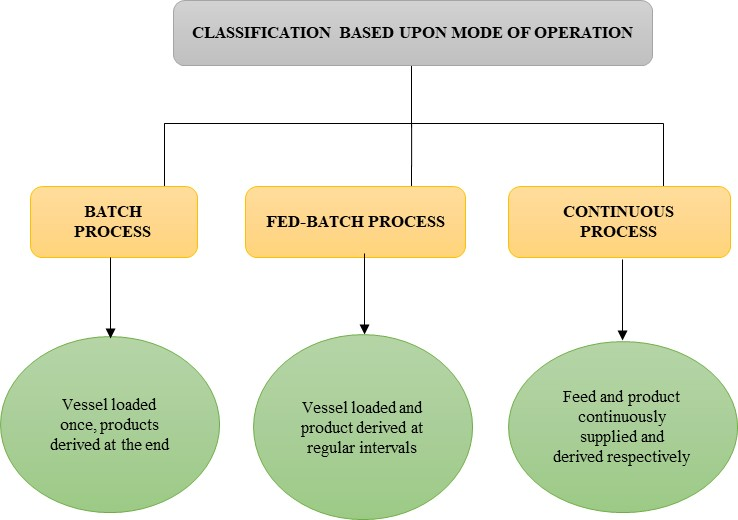 CLASSIFICATION BASED UPON MODE OF OPERATION
BATCH
PROCESS
FED-BATCH PROCESS
CONTINUOUS
PROCESS
Vessel loaded
once, products
derived at the end
Vessel loaded and
product derived at
regular intervals
Feed and product
continuously
supplied and
derived respectively